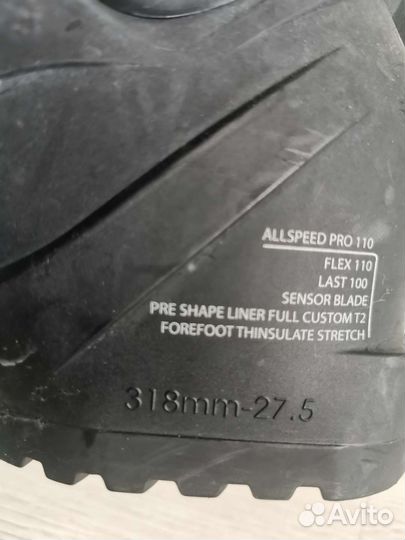 ALLSPEED PRO 110
FLEX 110
LAST 100
SENSOR BLADE
PRE SHAPE LINER FULL CUSTOM T2
FOREFOOT THINSULATE STRETCH
318mm-27.5
Avito